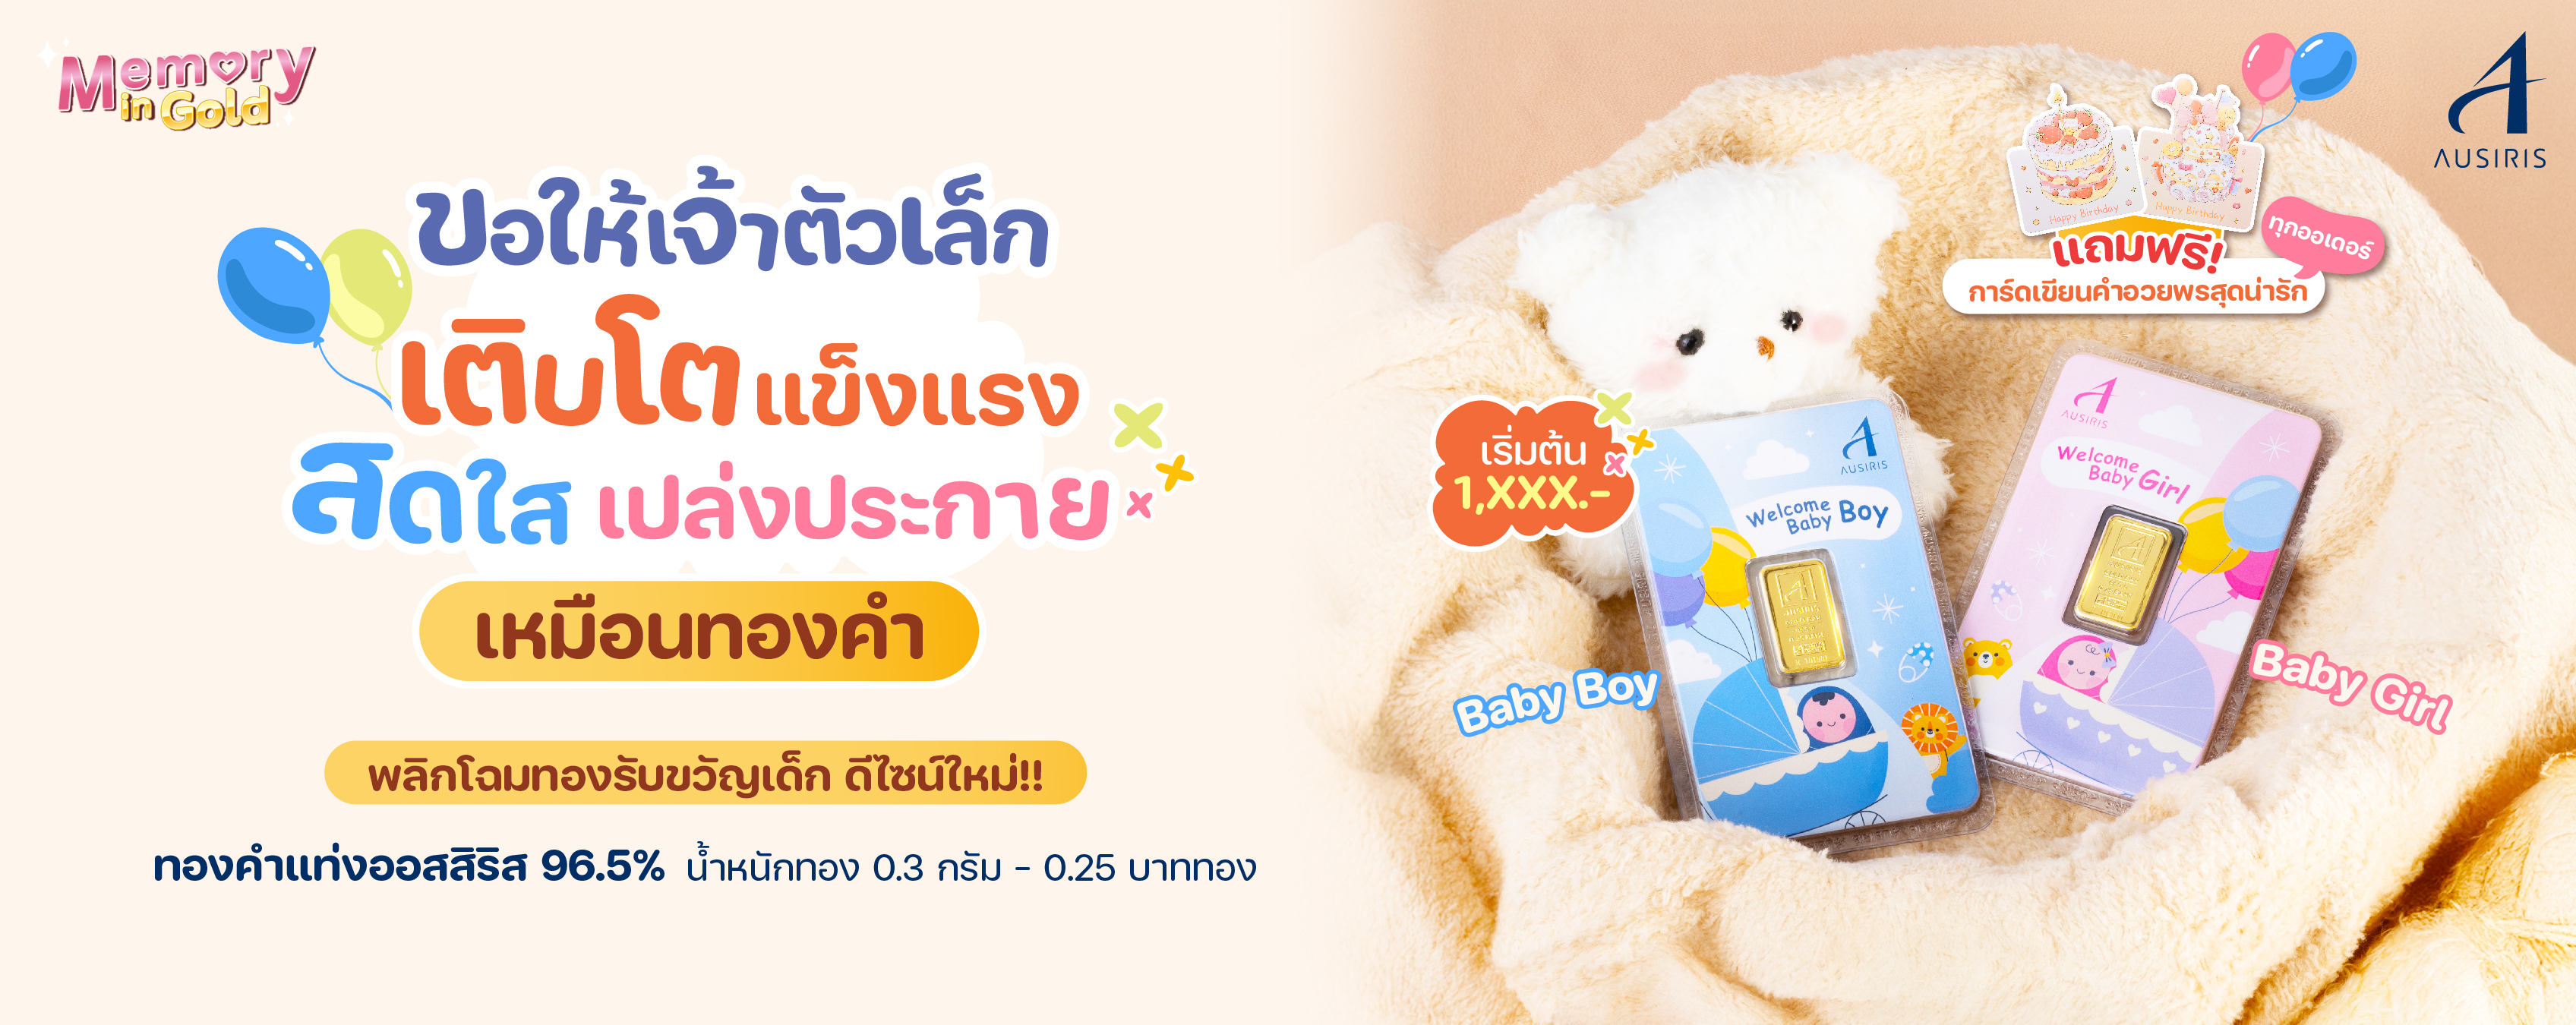 Memory
in Gold
ขอให้เจ้าตัวเล็ก
เติบโต แข็งแรง
สดใส เปล่งประกาย
เหมือนทองคำ
พลิกโฉมทองรับขวัญเด็ก ดีไซน์ใหม่!!
ทองคำแท่งออสสิริส 96.5% น้ำหนักทอง 0.3 กรัม - 0.25 บาททอง
AUSIRIS
Happy Birthday
Happy Birthday
แถมฟรี!
ทุกออเดอร์
การ์ดเขียนคำอวยพรสุดน่ารัก
เริ่มต้น
1,XXX.-
AUSIRIS
Welcome
Baby Boy
AUSIRIS
Baby Boy
AUSIRIS
Welcome
Baby Girl
Baby Girl